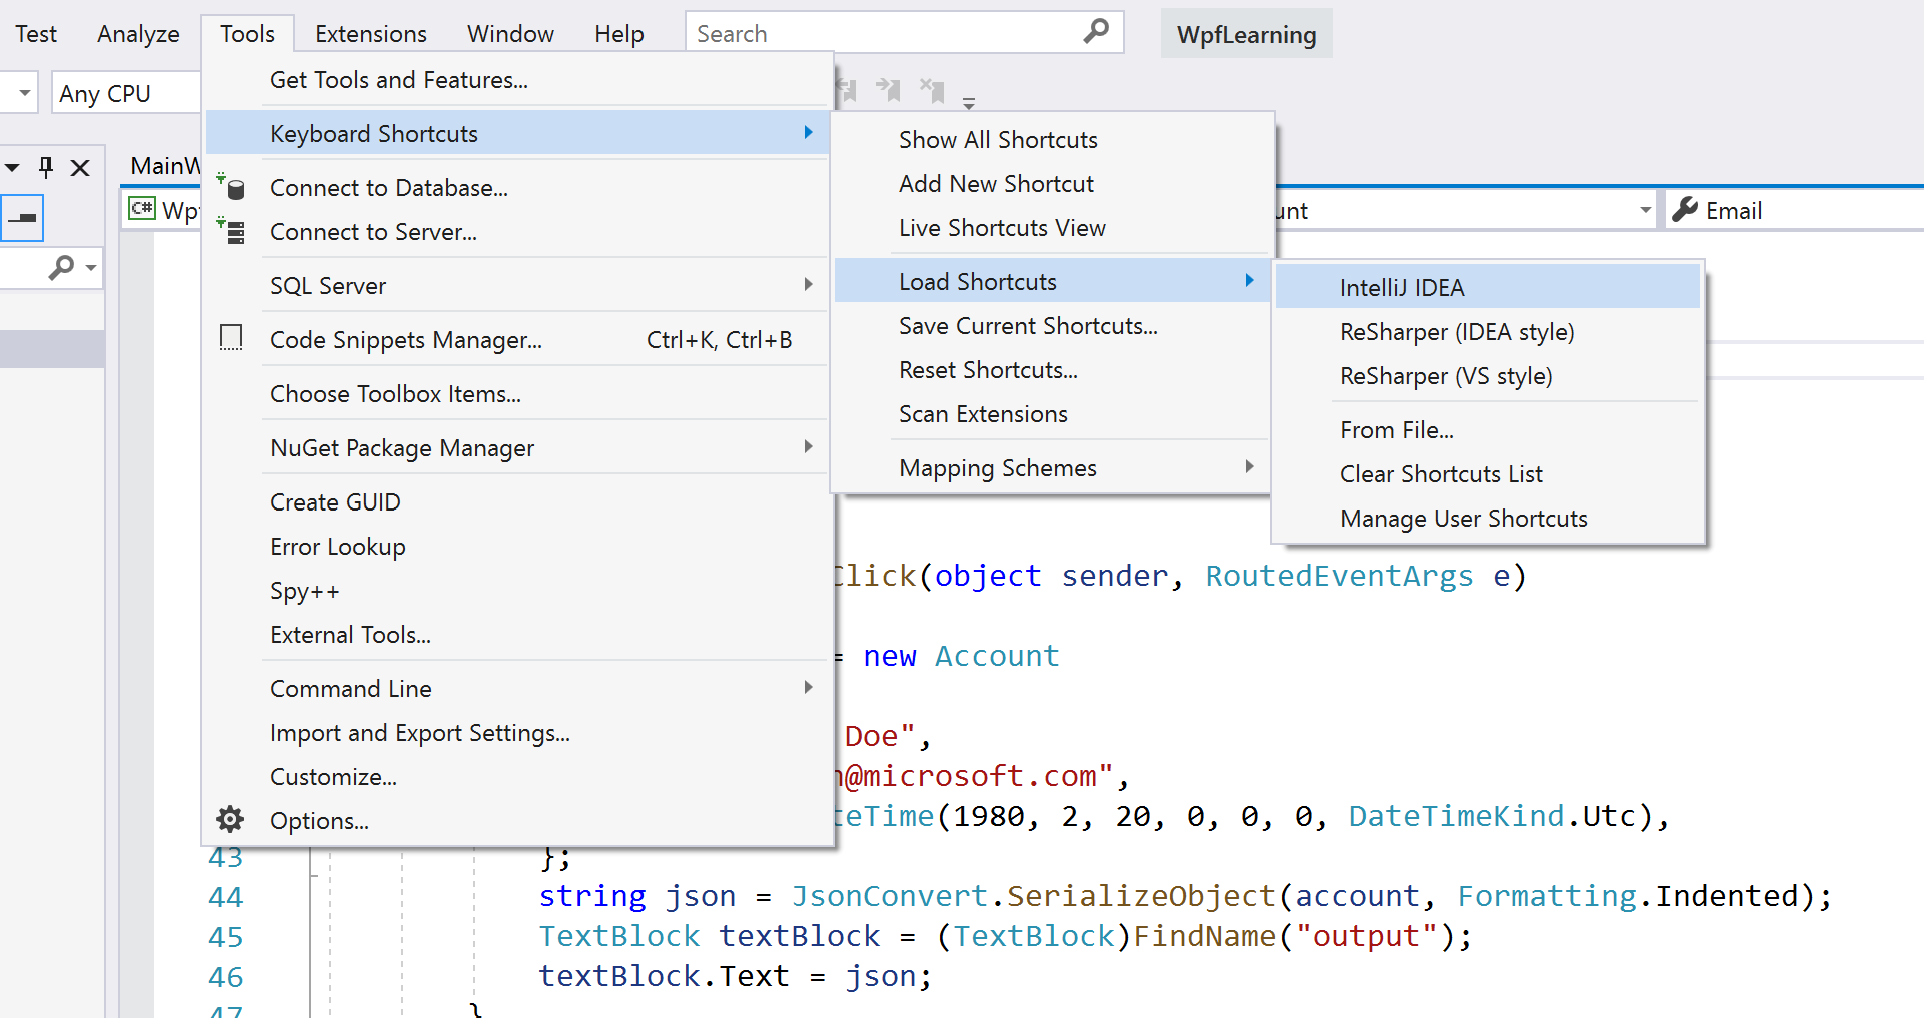 Test Analyze Tools Extensions Window Help Search WpfLearning
Any CPU
MainW
C# Wpf
unt
Email
Get Tools and Features...
Keyboard Shortcuts
Connect to Database...
Connect to Server...
SQL Server
Code Snippets Manager... Ctrl+K, Ctrl+B
Choose Toolbox Items...
NuGet Package Manager
Create GUID
Error Lookup
Spy++
External Tools...
Command Line
Import and Export Settings...
Customize...
Options...
Show All Shortcuts
Add New Shortcut
Live Shortcuts View
Load Shortcuts
Save Current Shortcuts...
Reset Shortcuts...
Scan Extensions
Mapping Schemes
IntelliJ IDEA
ReSharper (IDEA style)
ReSharper (VS style)
From File...
Clear Shortcuts List
Manage User Shortcuts
Click(object sender, RoutedEventArgs e)
= new Account
Doe",
n@microsoft.com",
teTime(1980, 2, 20, 0, 0, 0, DateTimeKind.Utc),
43 };
44 string json = JsonConvert.SerializeObject(account, Formatting.Indented);
45 TextBlock textBlock = (TextBlock)FindName("output");
46 textBlock.Text = json;
47 }